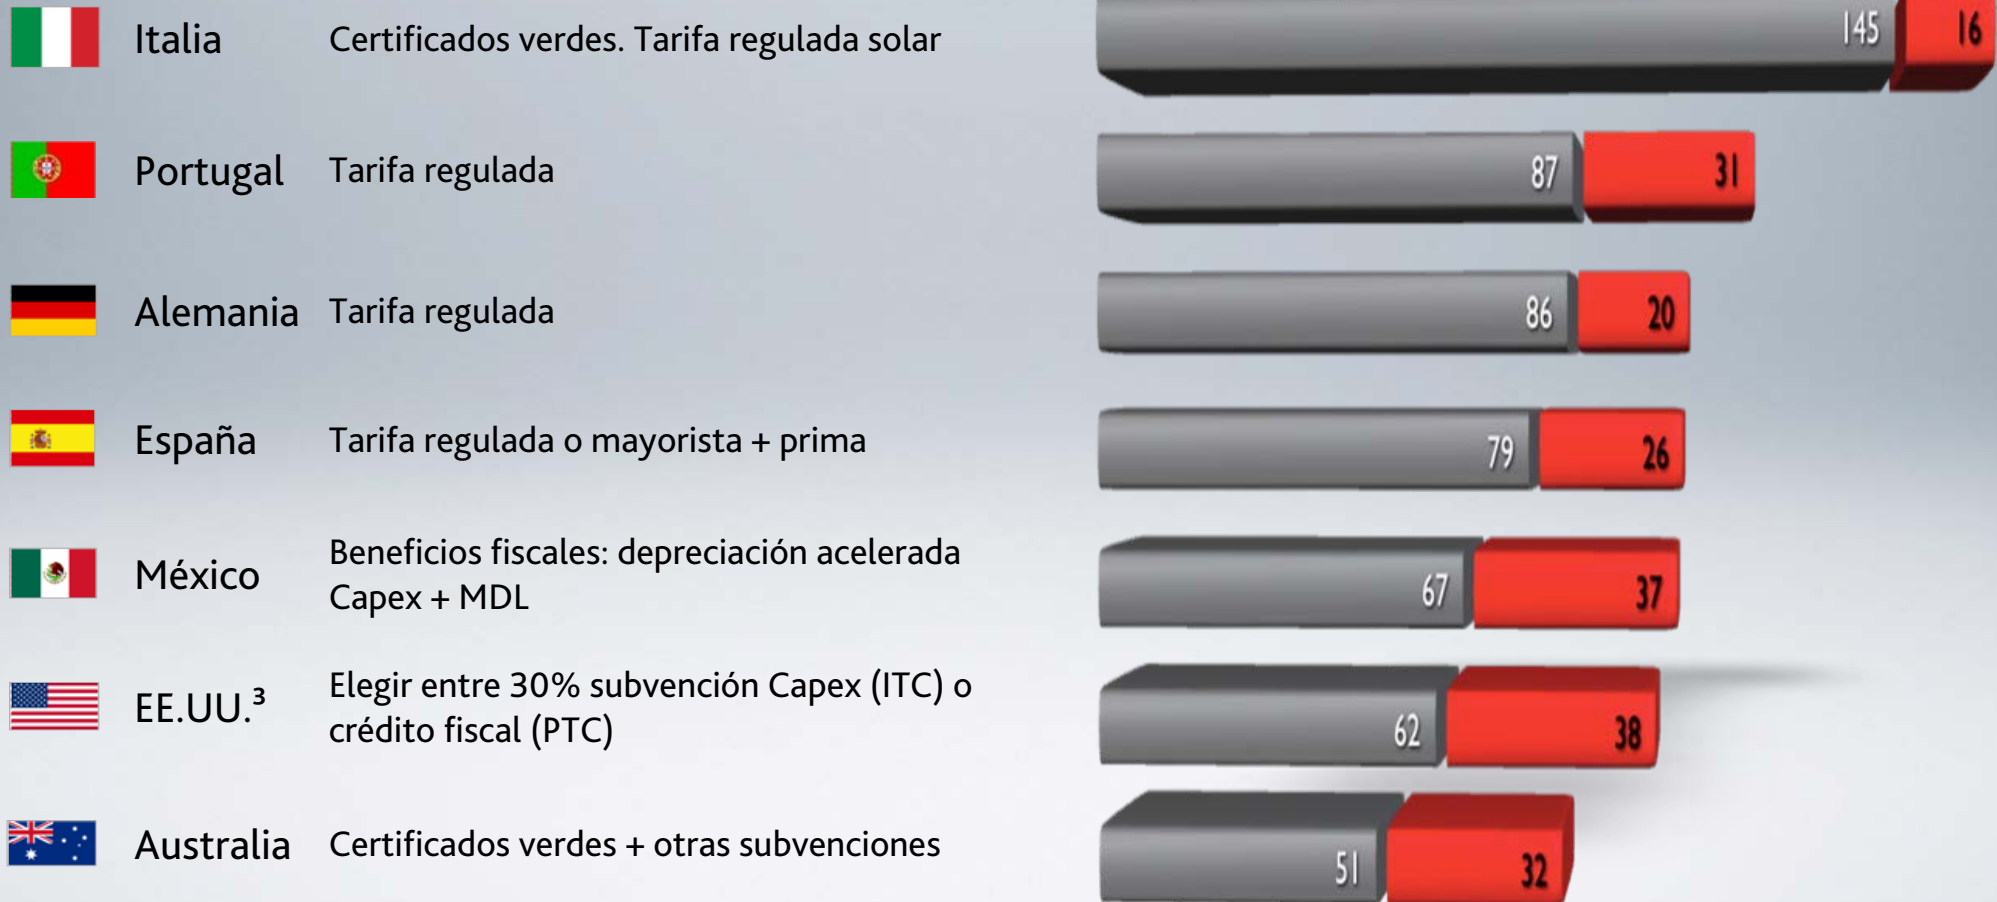 Italia Certificados verdes. Tarifa regulada solar 145 16
Portugal Tarifa regulada 87 31
Alemania Tarifa regulada 86 20
España Tarifa regulada o mayorista + prima 79 26
México Beneficios fiscales: depreciación acelerada
Capex + MDL 67 37
EE.UU.³ Elegir entre 30% subvención Capex (ITC) o
crédito fiscal (PTC) 62 38
Australia Certificados verdes + otras subvenciones 51 32